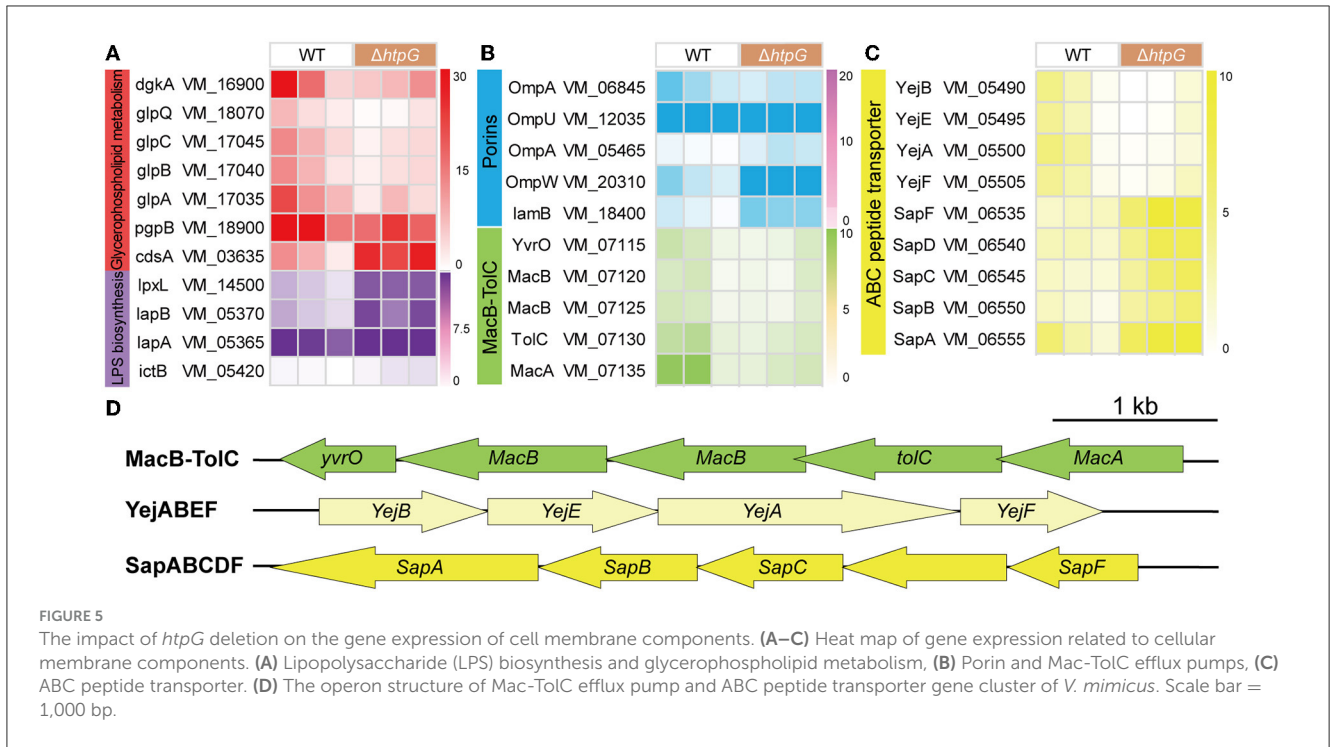 A
WT
ΔhtpG
Glycerophospholipid metabolism
LPS biosynthesis
dgkA VM_16900
glpQ VM_18070
glpC VM_17045
glpB VM_17040
glpA VM_17035
pgpB VM_18900
cdsA VM_03635
lpxL VM_14500
lapB VM_05370
lapA VM_05365
ictB VM_05420
30
15
0
7.5
0
B
WT
ΔhtpG
Porins
MacB-TolC
OmpA VM_06845
OmpU VM_12035
OmpA VM_05465
OmpW VM_20310
lamB VM_18400
YvrO VM_07115
MacB VM_07120
MacB VM_07125
TolC VM_07130
MacA VM_07135
20
10
0
10
5
0
C
WT
ΔhtpG
ABC peptide transporter
YejB VM_05490
YejE VM_05495
YejA VM_05500
YejF VM_05505
SapF VM_06535
SapD VM_06540
SapC VM_06545
SapB VM_06550
SapA VM_06555
10
5
0
D
1 kb
MacB-TolC yvrO MacB MacB tolC MacA
YejABEF YejB YejE YejA YejF
SapABCDF SapA SapB SapC SapF
FIGURE 5
The impact of htpG deletion on the gene expression of cell membrane components. (A–C) Heat map of gene expression related to cellular
membrane components. (A) Lipopolysaccharide (LPS) biosynthesis and glycerophospholipid metabolism, (B) Porin and Mac-TolC efflux pumps, (C)
ABC peptide transporter. (D) The operon structure of Mac-TolC efflux pump and ABC peptide transporter gene cluster of V. mimicus. Scale bar =
1,000 bp.